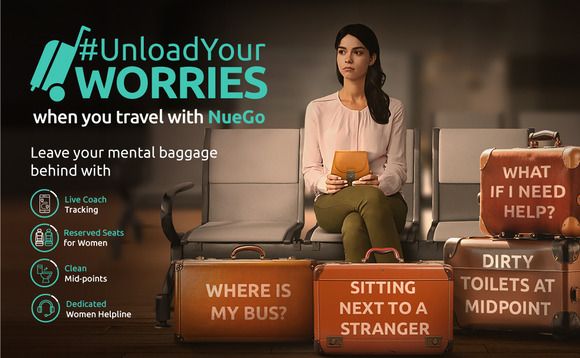 #UnloadYour
WORRIES
when you travel with NueGo
Leave your mental baggage
behind with
Live Coach
Tracking
Reserved Seats
for Women
Clean
Mid-points
Dedicated
Women Helpline
WHERE IS
MY BUS?
SITTING
NEXT TO A
STRANGER
WHAT
IF I NEED
HELP?
DIRTY
TOILETS AT
MIDPOINT